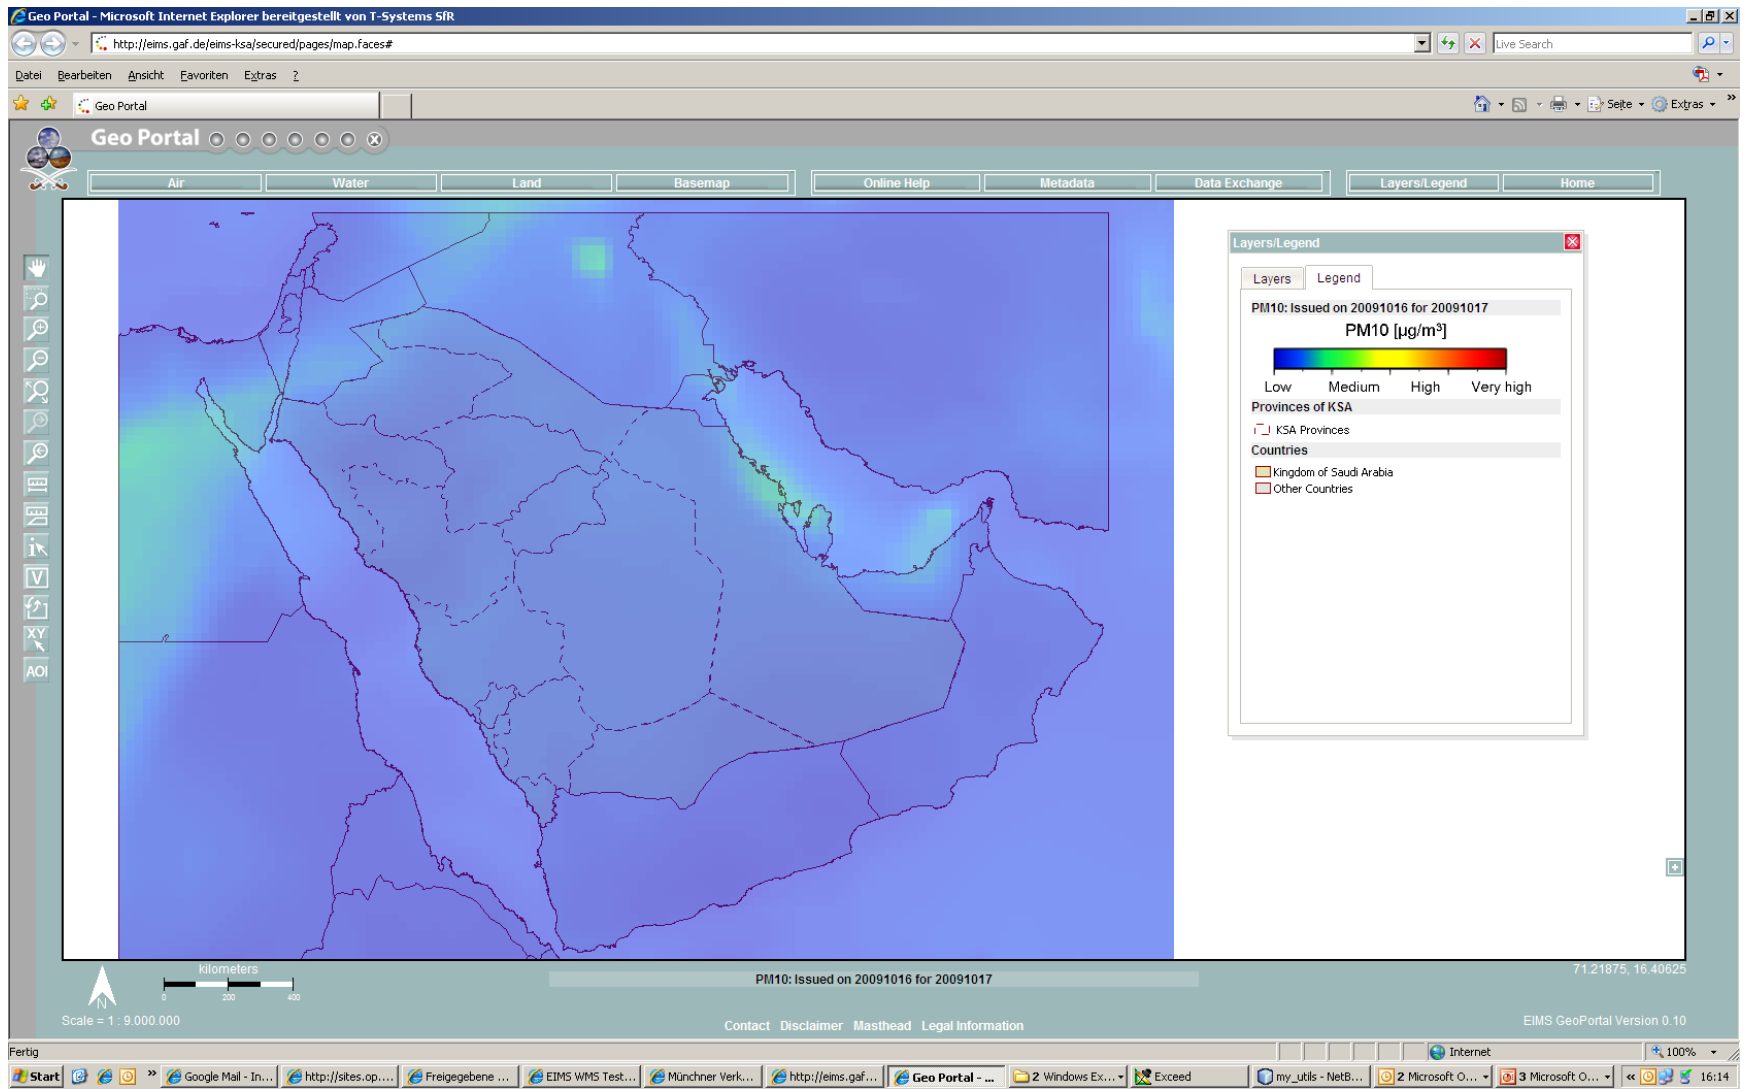 Geo Portal - Microsoft Internet Explorer bereitgestellt von T-Systems SfR
http://eims.gaf.de/eims-ksa/secured/pages/map.faces#
Live Search
Datei Bearbeiten Ansicht Favoriten Extras ?
Geo Portal
Seite Extras »
Geo Portal
Air Water Land Basemap Online Help Metadata Data Exchange Layers/Legend Home
Layers/Legend
Layers Legend
PM10: Issued on 20091016 for 20091017
PM10 [µg/m³]
Low Medium High Very high
Provinces of KSA
KSA Provinces
Countries
Kingdom of Saudi Arabia
Other Countries
i
V
XY
AOI
kilometers
0 200 400
N
Scale = 1 : 9.000.000
PM10: Issued on 20091016 for 20091017
71.21875, 16.40625
Contact Disclaimer Masthead Legal Information
EIMS GeoPortal Version 0.10
Fertig
Internet
100%
Start » Google Mail - In... http://sites.op.... Freigegebene ... EIMS WMS Test... Münchner Verk... http://eims.gaf... Geo Portal - ... 2 Windows Ex... Exceed my_utils - NetB... 2 Microsoft O... 3 Microsoft O... « 16:14